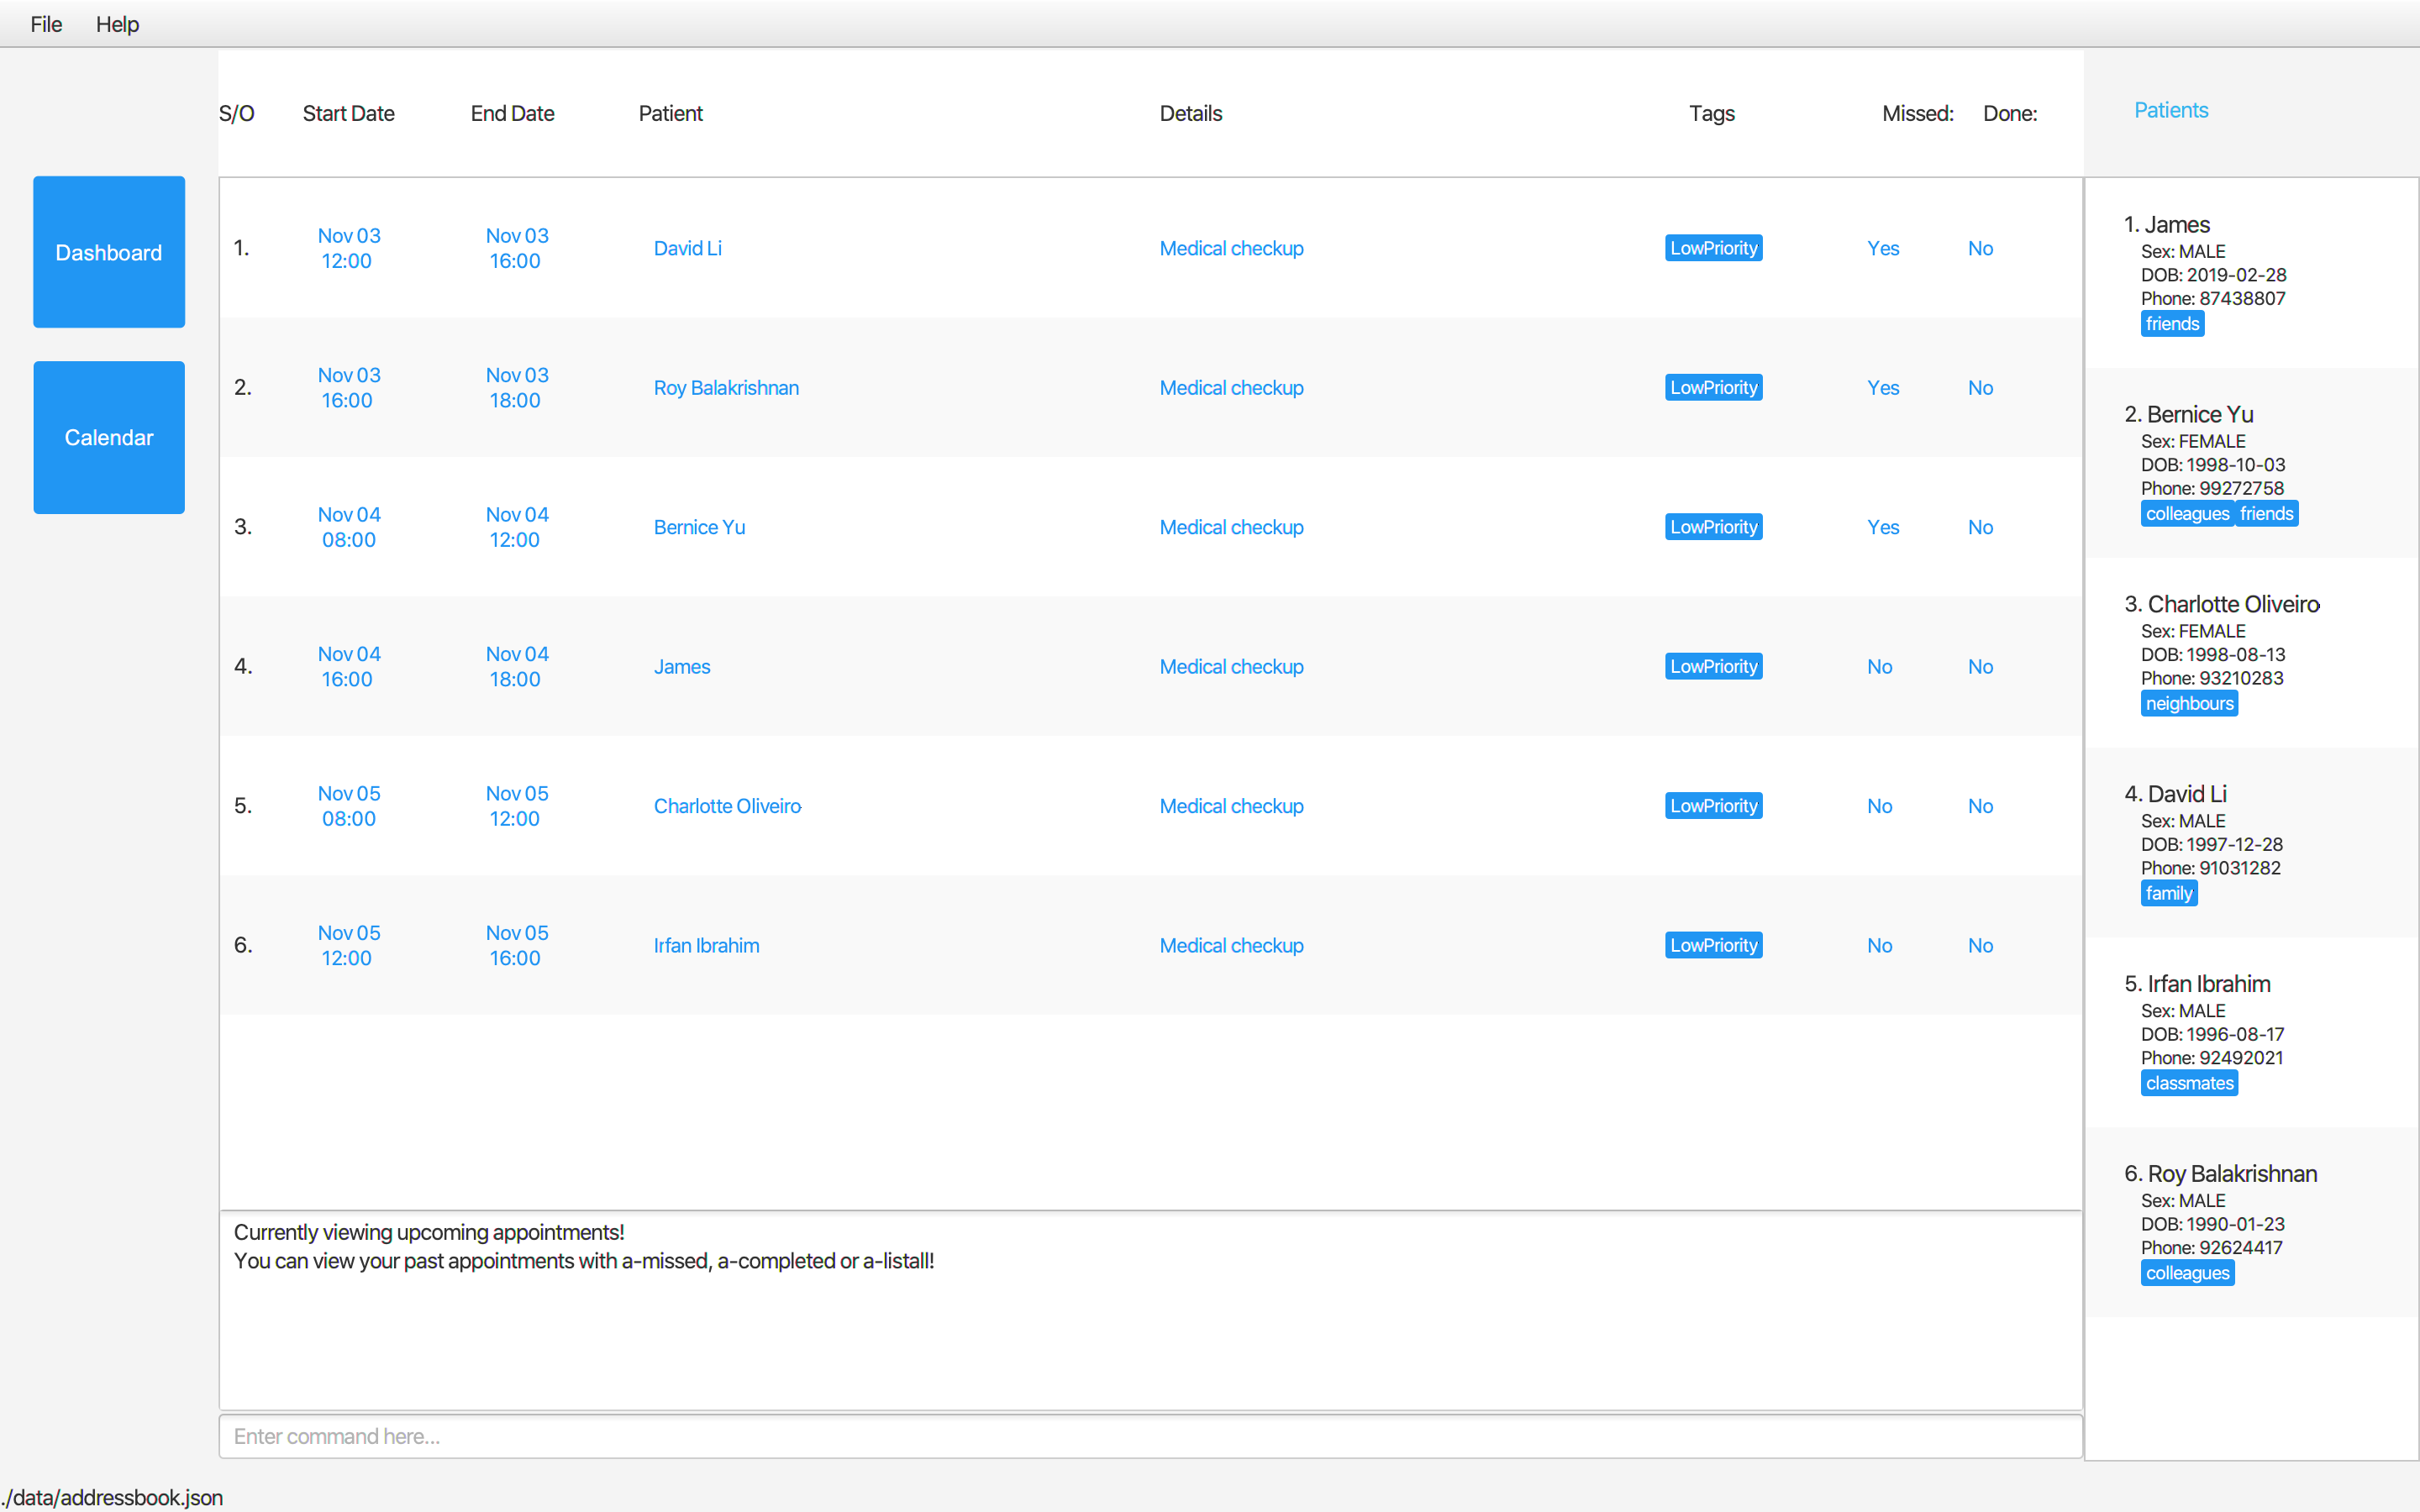 File Help
S/O Start Date End Date Patient Details Tags Missed: Done:
Patients
Dashboard
Calendar
1. Nov 03 12:00 Nov 03 16:00 David Li Medical checkup LowPriority Yes No
2. Nov 03 16:00 Nov 03 18:00 Roy Balakrishnan Medical checkup LowPriority Yes No
3. Nov 04 08:00 Nov 04 12:00 Bernice Yu Medical checkup LowPriority Yes No
4. Nov 04 16:00 Nov 04 18:00 James Medical checkup LowPriority No No
5. Nov 05 08:00 Nov 05 12:00 Charlotte Oliveiro Medical checkup LowPriority No No
6. Nov 05 12:00 Nov 05 16:00 Irfan Ibrahim Medical checkup LowPriority No No
Currently viewing upcoming appointments!
You can view your past appointments with a-missed, a-completed or a-listall!
Enter command here...
1. James
Sex: MALE
DOB: 2019-02-28
Phone: 87438807
friends
2. Bernice Yu
Sex: FEMALE
DOB: 1998-10-03
Phone: 99272758
colleagues friends
3. Charlotte Oliveiro
Sex: FEMALE
DOB: 1998-08-13
Phone: 93210283
neighbours
4. David Li
Sex: MALE
DOB: 1997-12-28
Phone: 91031282
family
5. Irfan Ibrahim
Sex: MALE
DOB: 1996-08-17
Phone: 92492021
classmates
6. Roy Balakrishnan
Sex: MALE
DOB: 1990-01-23
Phone: 92624417
colleagues
./data/addressbook.json